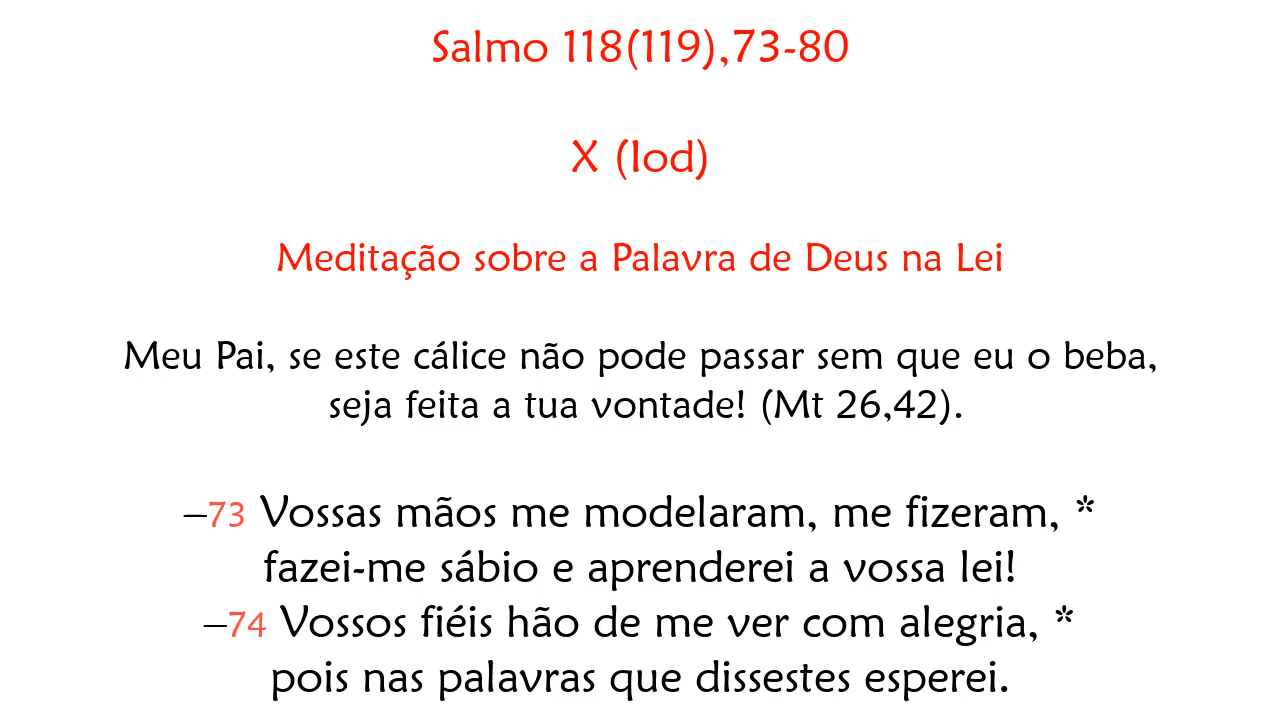 Salmo 118(119),73-80
X (Iod)
Meditação sobre a Palavra de Deus na Lei
Meu Pai, se este cálice não pode passar sem que eu o beba,
seja feita a tua vontade! (Mt 26,42).
–73 Vossas mãos me modelaram, me fizeram, *
fazei-me sábio e aprenderei a vossa lei!
–74 Vossos fiéis hão de me ver com alegria, *
pois nas palavras que dissestes esperei.